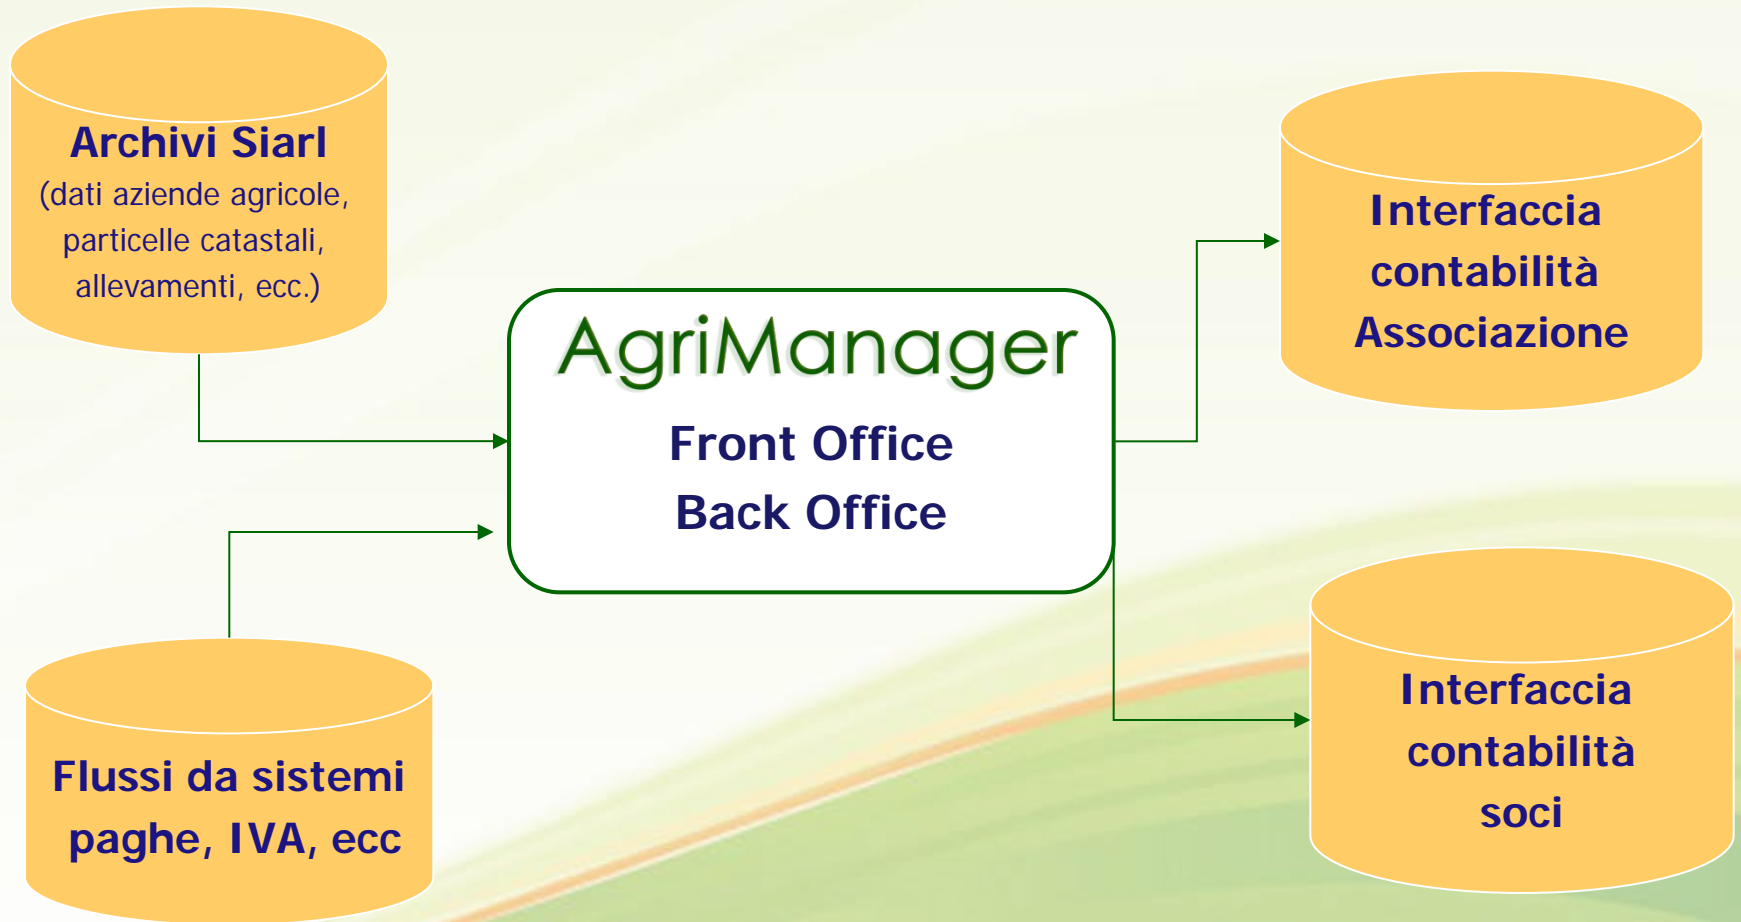 Archivi Siarl
(dati aziende agricole,
particelle catastali,
allevamenti, ecc.)
Flussi da sistemi
paghe, IVA, ecc
AgriManager
Front Office
Back Office
Interfaccia
contabilità
Associazione
Interfaccia
contabilità
soci